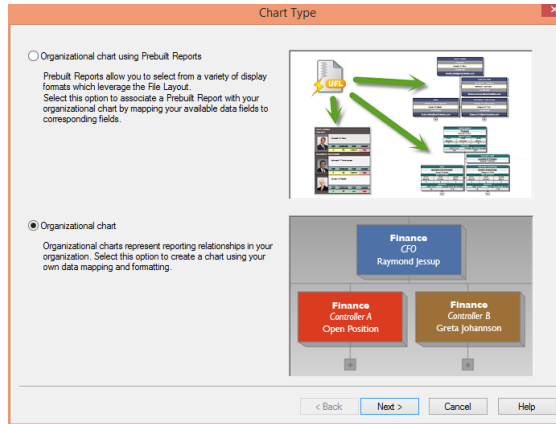 Chart Type
Organizational chart using Prebuilt Reports
Prebuilt Reports allow you to select from a variety of display
formats which leverage the File Layout.
Select this option to associate a Prebuilt Report with your
organizational chart by mapping your available data fields to
corresponding fields.
UFL
Organizational chart
Organizational charts represent reporting relationships in your
organization. Select this option to create a chart using your
own data mapping and formatting.
Finance
CFO
Raymond Jessup
Finance
Controller A
Open Position
Finance
Controller B
Greta Johannson
< Back
Next >
Cancel
Help